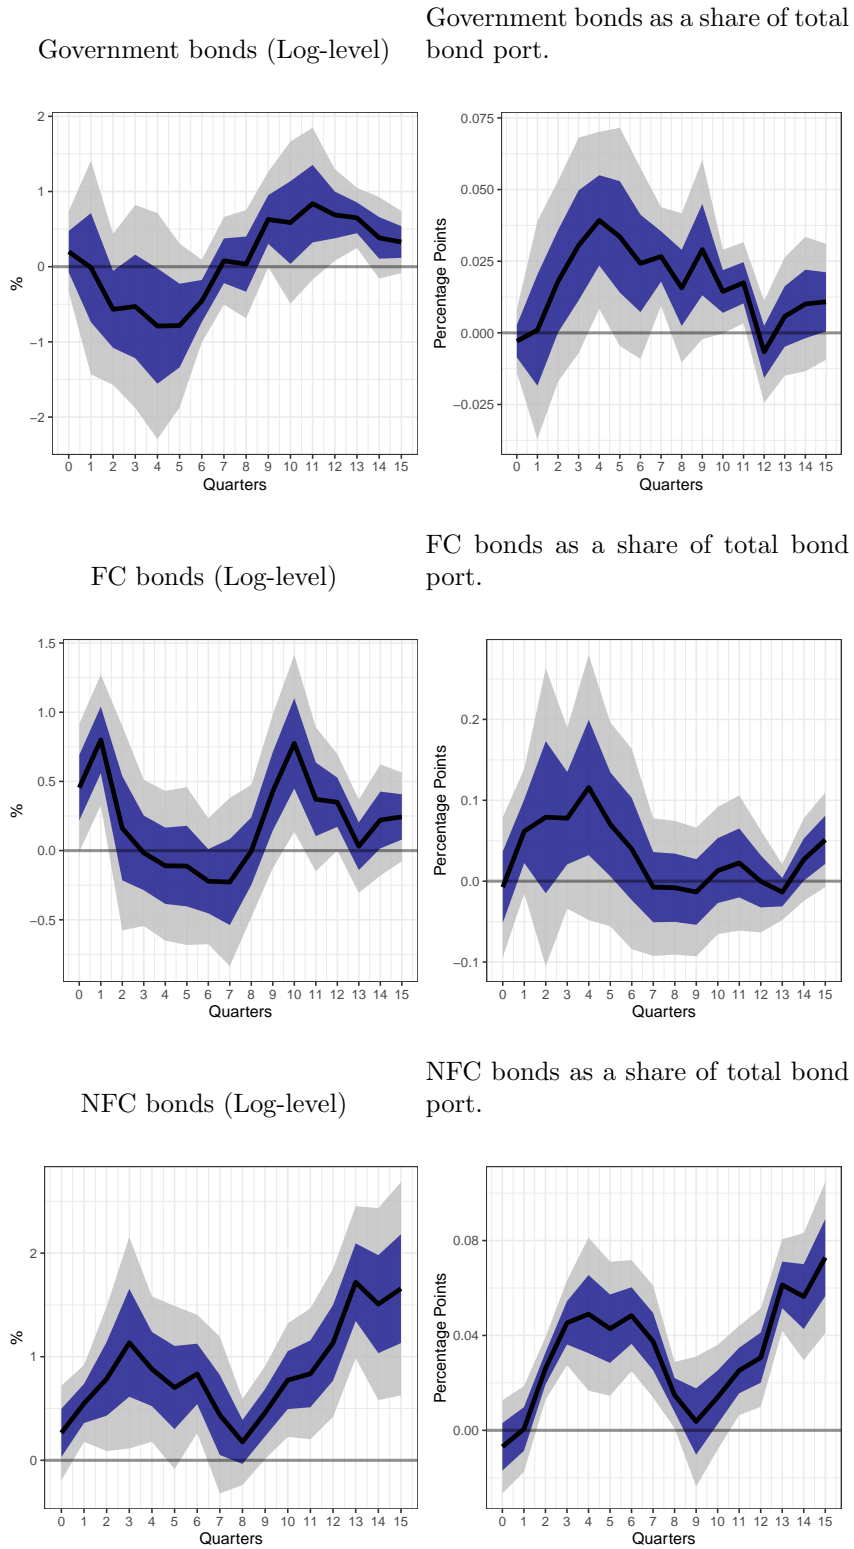 Government bonds (Log-level)
Government bonds as a share of total
bond port.
2
1
0
−1
−2
%
0 1 2 3 4 5 6 7 8 9 10 11 12 13 14 15
Quarters
0.075
0.050
0.025
0.000
−0.025
Percentage Points
0 1 2 3 4 5 6 7 8 9 10 11 12 13 14 15
Quarters
FC bonds (Log-level)
FC bonds as a share of total bond
port.
1.5
1.0
0.5
0.0
−0.5
%
0 1 2 3 4 5 6 7 8 9 10 11 12 13 14 15
Quarters
0.2
0.1
0.0
−0.1
Percentage Points
0 1 2 3 4 5 6 7 8 9 10 11 12 13 14 15
Quarters
NFC bonds (Log-level)
NFC bonds as a share of total bond
port.
2
1
0
%
0 1 2 3 4 5 6 7 8 9 10 11 12 13 14 15
Quarters
0.08
0.04
0.00
Percentage Points
0 1 2 3 4 5 6 7 8 9 10 11 12 13 14 15
Quarters